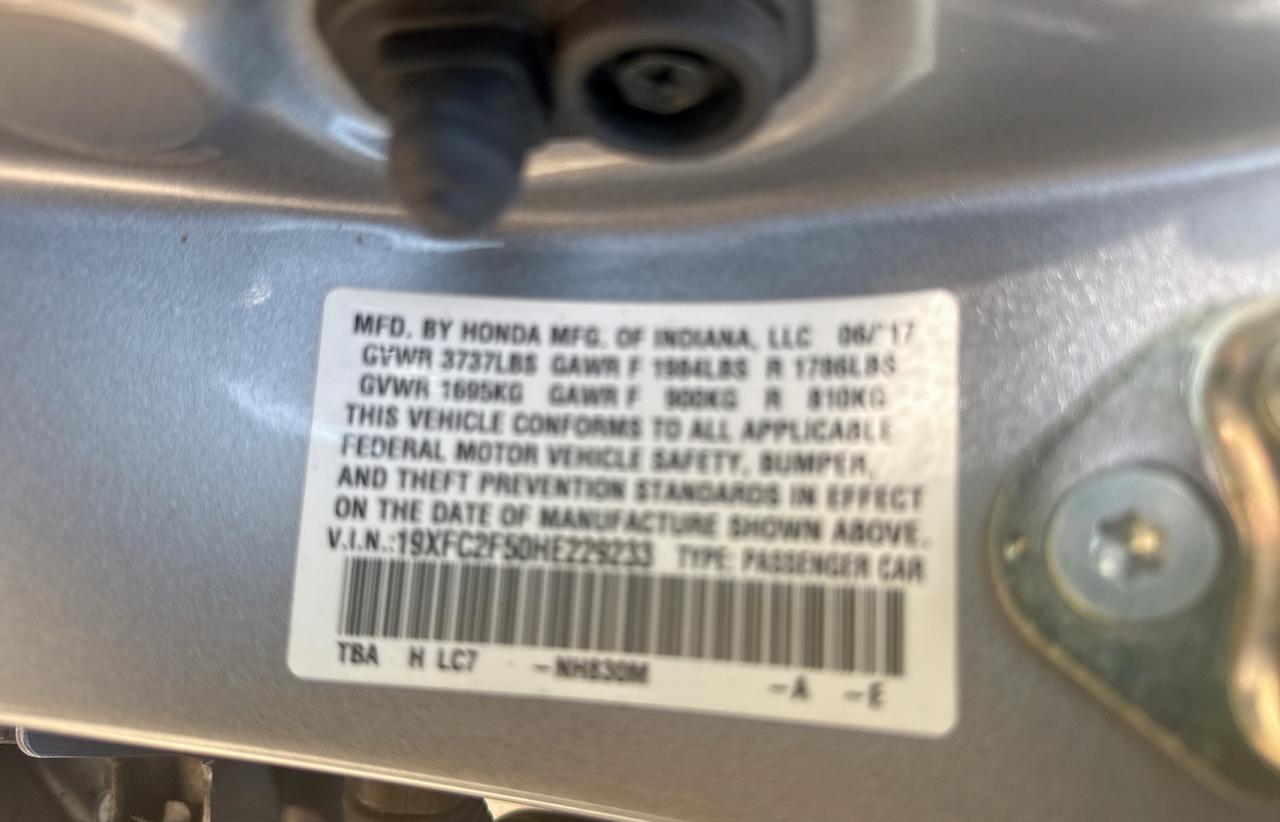 MFD. BY HONDA MFG. OF INDIANA, LLC 06/'17
GVWR 3737LBS GAWR F 1984LBS R 1786LBS
GVWR 1695KG GAWR F 900KG R 810KG
THIS VEHICLE CONFORMS TO ALL APPLICABLE
FEDERAL MOTOR VEHICLE SAFETY, BUMPER,
AND THEFT PREVENTION STANDARDS IN EFFECT
ON THE DATE OF MANUFACTURE SHOWN ABOVE.
V.I.N.:19XFC2F50HE229233 TYPE: PASSENGER CAR
TBA H LC7 -NH830M
-A -E